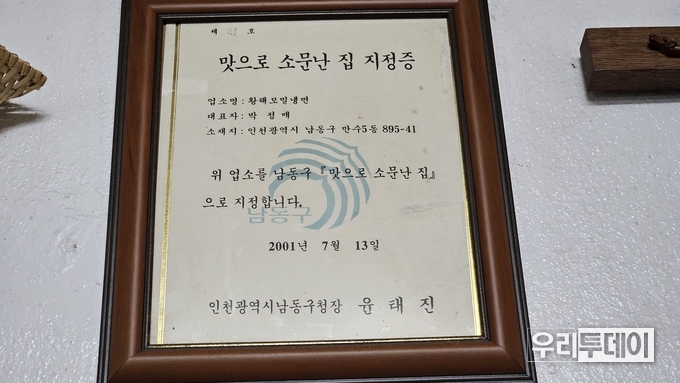 제 호
맛으로 소문난 집 지정증
업소명 : 황해모밀냉면
대표자 : 박 정 매
소재지 : 인천광역시 남동구 만수5동 895-41
위 업소를 남동구 『맛으로 소문난 집』
으로 지정합니다.
남동구
2001년 7월 13일
인천광역시남동구청장 윤 태 진
우리투데이